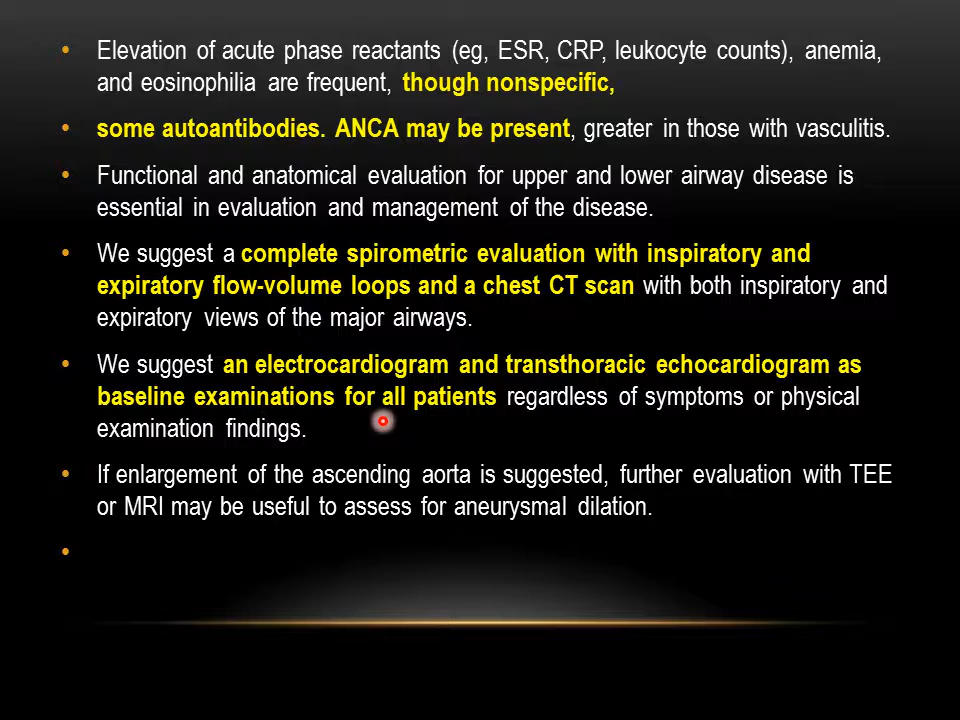 • Elevation of acute phase reactants (eg, ESR, CRP, leukocyte counts), anemia,
and eosinophilia are frequent, though nonspecific,
• some autoantibodies. ANCA may be present, greater in those with vasculitis.
• Functional and anatomical evaluation for upper and lower airway disease is
essential in evaluation and management of the disease.
• We suggest a complete spirometric evaluation with inspiratory and
expiratory flow-volume loops and a chest CT scan with both inspiratory and
expiratory views of the major airways.
• We suggest an electrocardiogram and transthoracic echocardiogram as
baseline examinations for all patients regardless of symptoms or physical
examination findings.
• If enlargement of the ascending aorta is suggested, further evaluation with TEE
or MRI may be useful to assess for aneurysmal dilation.
•